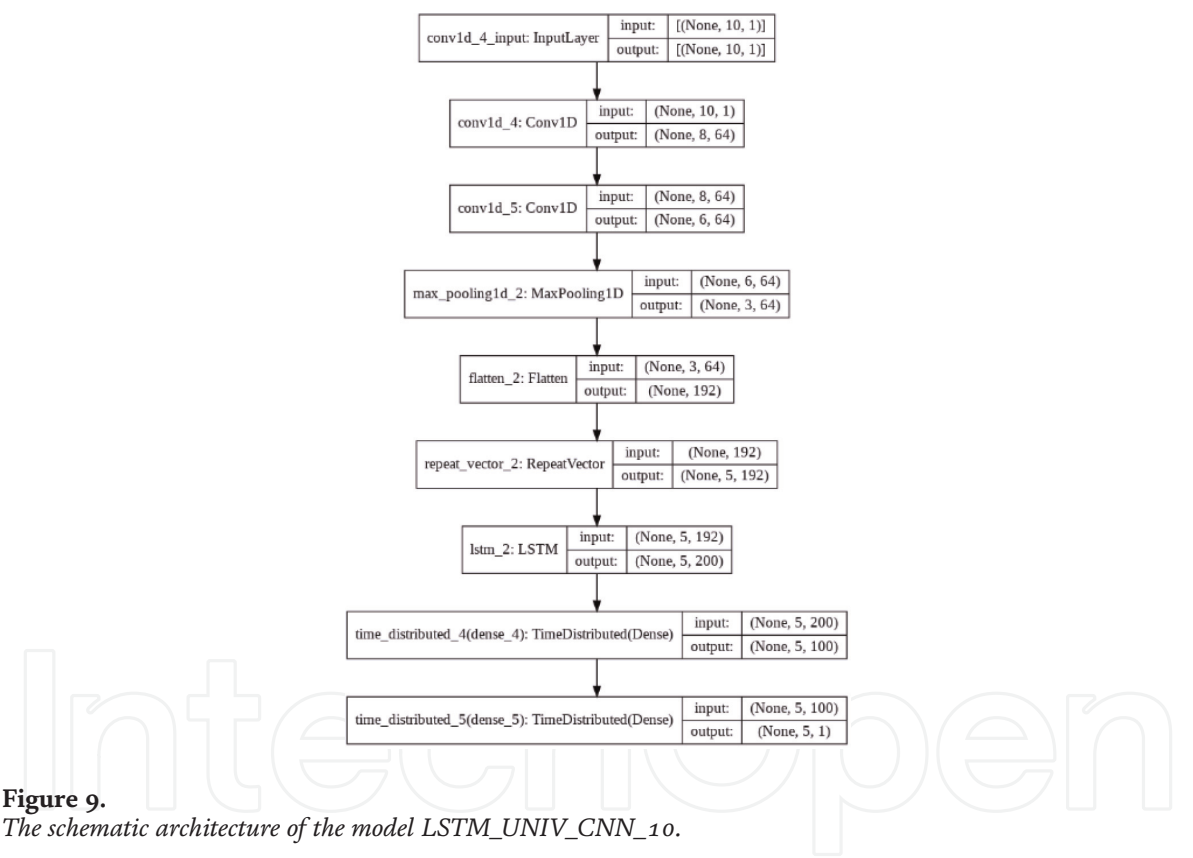 conv1d_4_input: InputLayer input: [(None, 10, 1)]
output: [(None, 10, 1)]
conv1d_4: Conv1D input: (None, 10, 1)
output: (None, 8, 64)
conv1d_5: Conv1D input: (None, 8, 64)
output: (None, 6, 64)
max_pooling1d_2: MaxPooling1D input: (None, 6, 64)
output: (None, 3, 64)
flatten_2: Flatten input: (None, 3, 64)
output: (None, 192)
repeat_vector_2: RepeatVector input: (None, 192)
output: (None, 5, 192)
lstm_2: LSTM input: (None, 5, 192)
output: (None, 5, 200)
time_distributed_4(dense_4): TimeDistributed(Dense) input: (None, 5, 200)
output: (None, 5, 100)
time_distributed_5(dense_5): TimeDistributed(Dense) input: (None, 5, 100)
output: (None, 5, 1)
IntechOpen
Figure 9.
The schematic architecture of the model LSTM_UNIV_CNN_10.